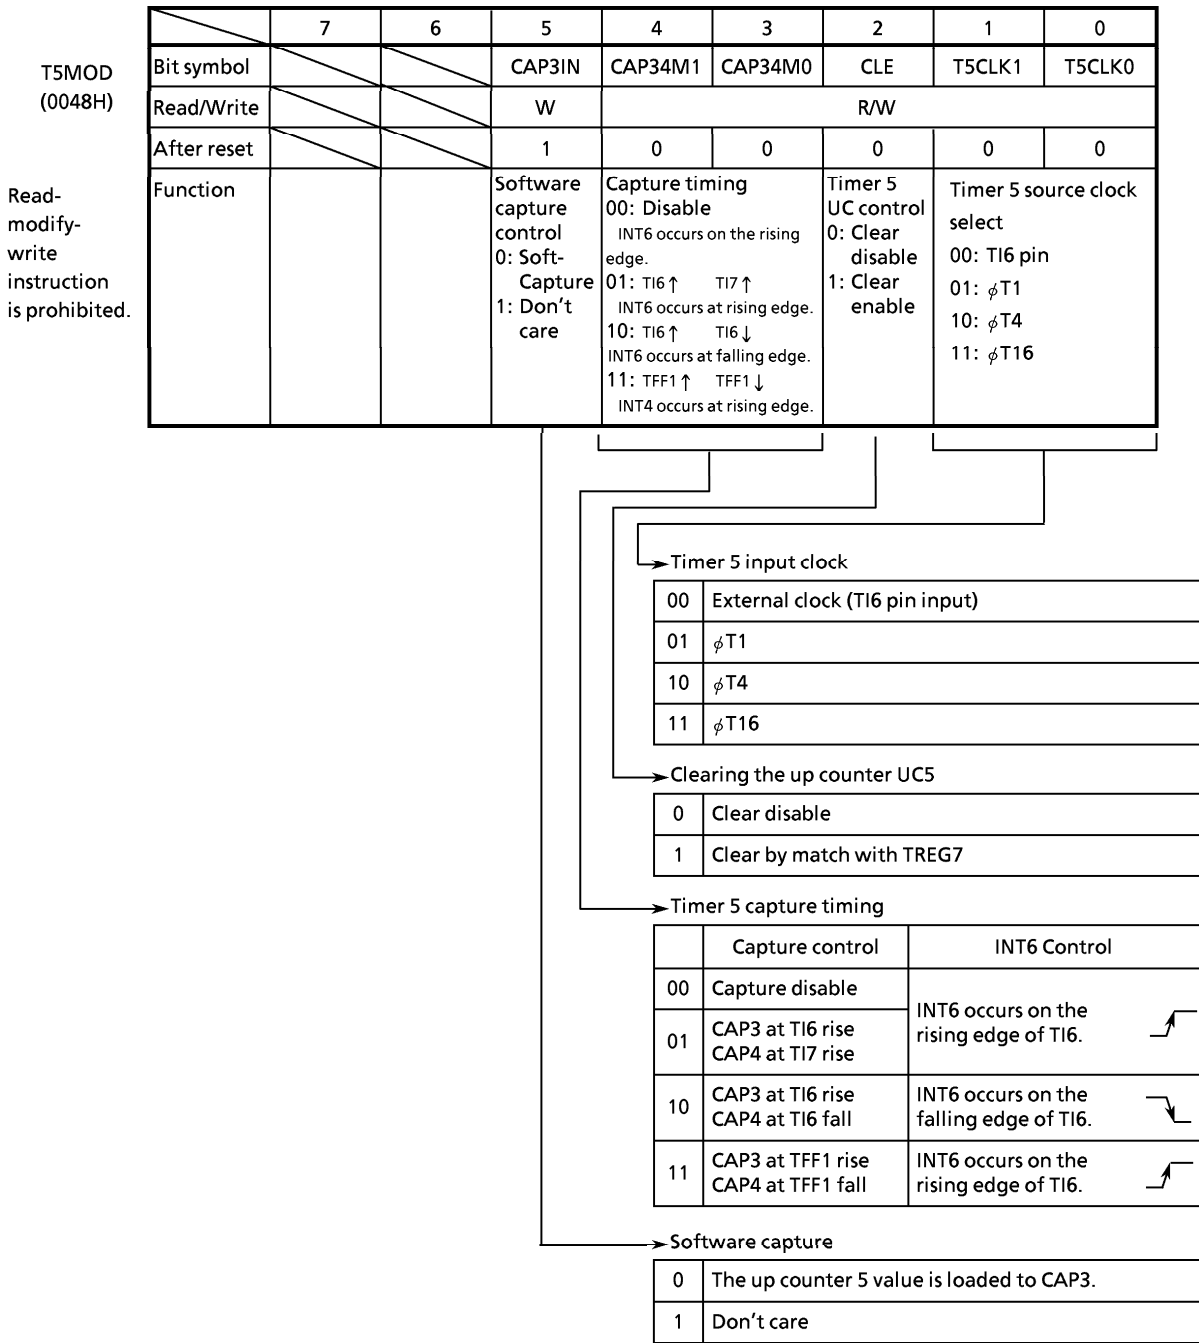 7 6 5 4 3 2 1 0
T5MOD
(0048H)
Bit symbol CAP3IN CAP34M1 CAP34M0 CLE T5CLK1 T5CLK0
Read/Write W R/W
After reset 1 0 0 0 0 0
Read-
modify-
write
instruction
is prohibited.
Function
Software
capture
control
0: Soft-
Capture
1: Don't
care
Capture timing
00: Disable
INT6 occurs on the rising
edge.
01: TI6↑ TI7↑
INT6 occurs at rising edge.
10: TI6↑ TI6↓
INT6 occurs at falling edge.
11: TFF1↑ TFF1↓
INT4 occurs at rising edge.
Timer 5
UC control
0: Clear
disable
1: Clear
enable
Timer 5 source clock
select
00: TI6 pin
01: ϕT1
10: ϕT4
11: ϕT16
Timer 5 input clock
00 External clock (TI6 pin input)
01 ϕT1
10 ϕT4
11 ϕT16
Clearing the up counter UC5
0 Clear disable
1 Clear by match with TREG7
Timer 5 capture timing
Capture control INT6 Control
00 Capture disable
01 CAP3 at TI6 rise
CAP4 at TI7 rise
INT6 occurs on the
rising edge of TI6.
10 CAP3 at TI6 rise
CAP4 at TI6 fall
INT6 occurs on the
falling edge of TI6.
11 CAP3 at TFF1 rise
CAP4 at TFF1 fall
INT6 occurs on the
rising edge of TI6.
Software capture
0 The up counter 5 value is loaded to CAP3.
1 Don't care